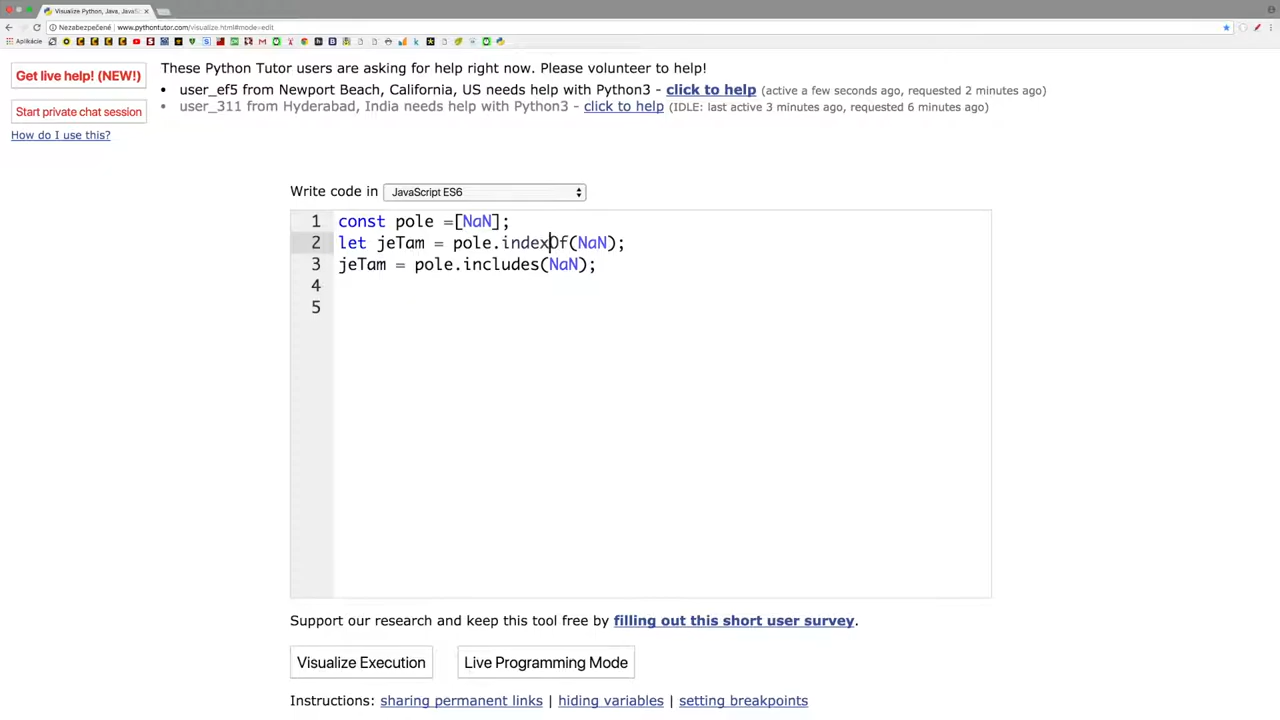 Visualize Python, Java, JavaS
Nezabezpečené | www.pythontutor.com/visualize.html#mode=edit
Aplikácie
Get live help! (NEW!)
Start private chat session
How do I use this?
These Python Tutor users are asking for help right now. Please volunteer to help!
• user_ef5 from Newport Beach, California, US needs help with Python3 - click to help (active a few seconds ago, requested 2 minutes ago)
• user_311 from Hyderabad, India needs help with Python3 - click to help (IDLE: last active 3 minutes ago, requested 6 minutes ago)
Write code in JavaScript ES6
1 const pole =[NaN];
2 let jeTam = pole.indexOf(NaN);
3 jeTam = pole.includes(NaN);
4
5
Support our research and keep this tool free by filling out this short user survey.
Visualize Execution Live Programming Mode
Instructions: sharing permanent links | hiding variables | setting breakpoints